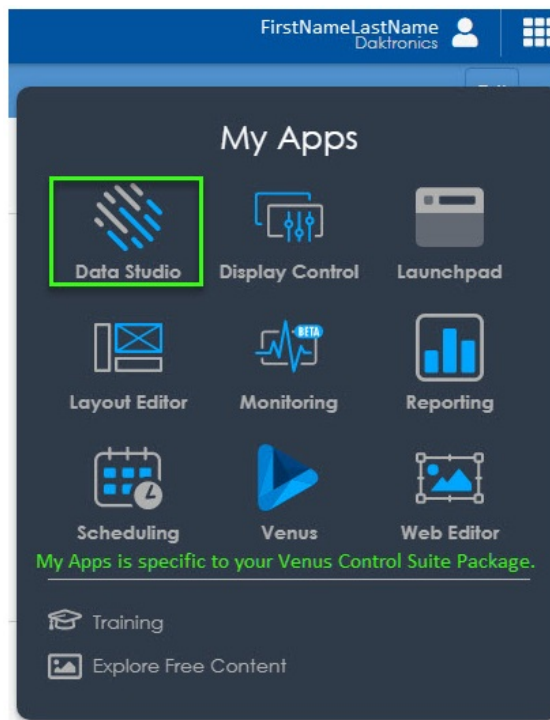 FirstNameLastName
Daktronics
My Apps
Data Studio
Display Control
Launchpad
BETA
Layout Editor
Monitoring
Reporting
Scheduling
Venus
Web Editor
My Apps is specific to your Venus Control Suite Package.
Training
Explore Free Content